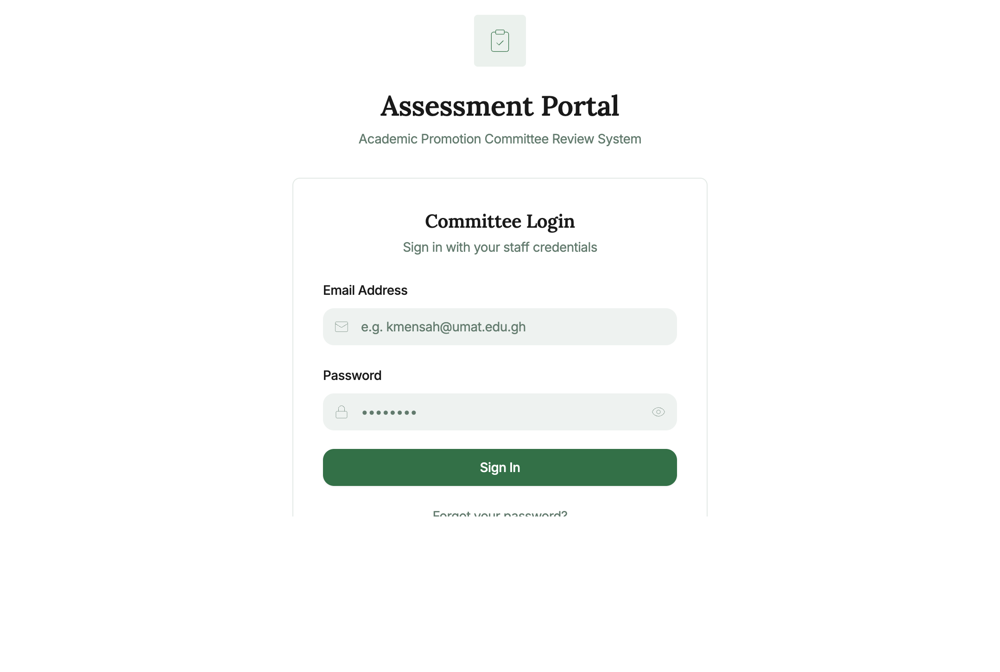 Assessment Portal
Academic Promotion Committee Review System
Committee Login
Sign in with your staff credentials
Email Address
e.g. kmensah@umat.edu.gh
Password
••••••••
Sign In
Forgot your password?